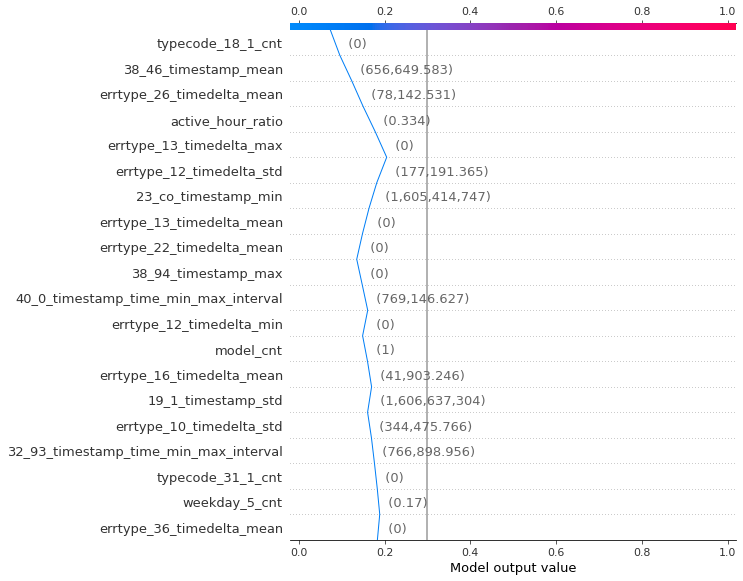 0.0 0.2 0.4 0.6 0.8 1.0
typecode_18_1_cnt (0)
38_46_timestamp_mean (656,649.583)
errtype_26_timedelta_mean (78,142.531)
active_hour_ratio (0.334)
errtype_13_timedelta_max (0)
errtype_12_timedelta_std (177,191.365)
23_co_timestamp_min (1,605,414,747)
errtype_13_timedelta_mean (0)
errtype_22_timedelta_mean (0)
38_94_timestamp_max (0)
40_0_timestamp_time_min_max_interval (769,146.627)
errtype_12_timedelta_min (0)
model_cnt (1)
errtype_16_timedelta_mean (41,903.246)
19_1_timestamp_std (1,606,637,304)
errtype_10_timedelta_std (344,475.766)
32_93_timestamp_time_min_max_interval (766,898.956)
typecode_31_1_cnt (0)
weekday_5_cnt (0.17)
errtype_36_timedelta_mean (0)
0.0 0.2 0.4 0.6 0.8 1.0
Model output value